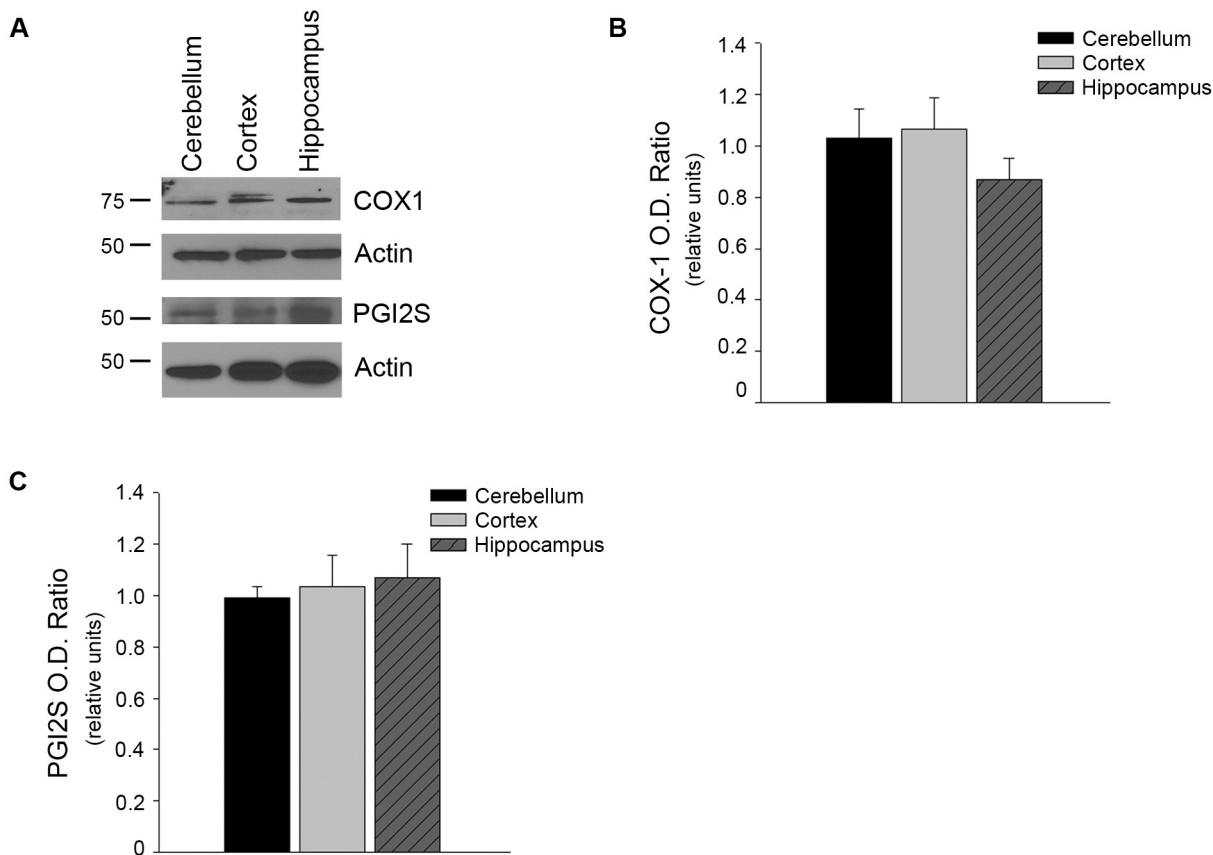 A
Cerebellum
Cortex
Hippocampus
75
COX1
50
Actin
50
PGI2S
50
Actin
B
COX-1 O.D. Ratio
(relative units)
1.4
1.2
1.0
0.8
0.6
0.4
0.2
0
Cerebellum
Cortex
Hippocampus
C
PGI2S O.D. Ratio
(relative units)
1.4
1.2
1.0
0.8
0.6
0.4
0.2
0
Cerebellum
Cortex
Hippocampus